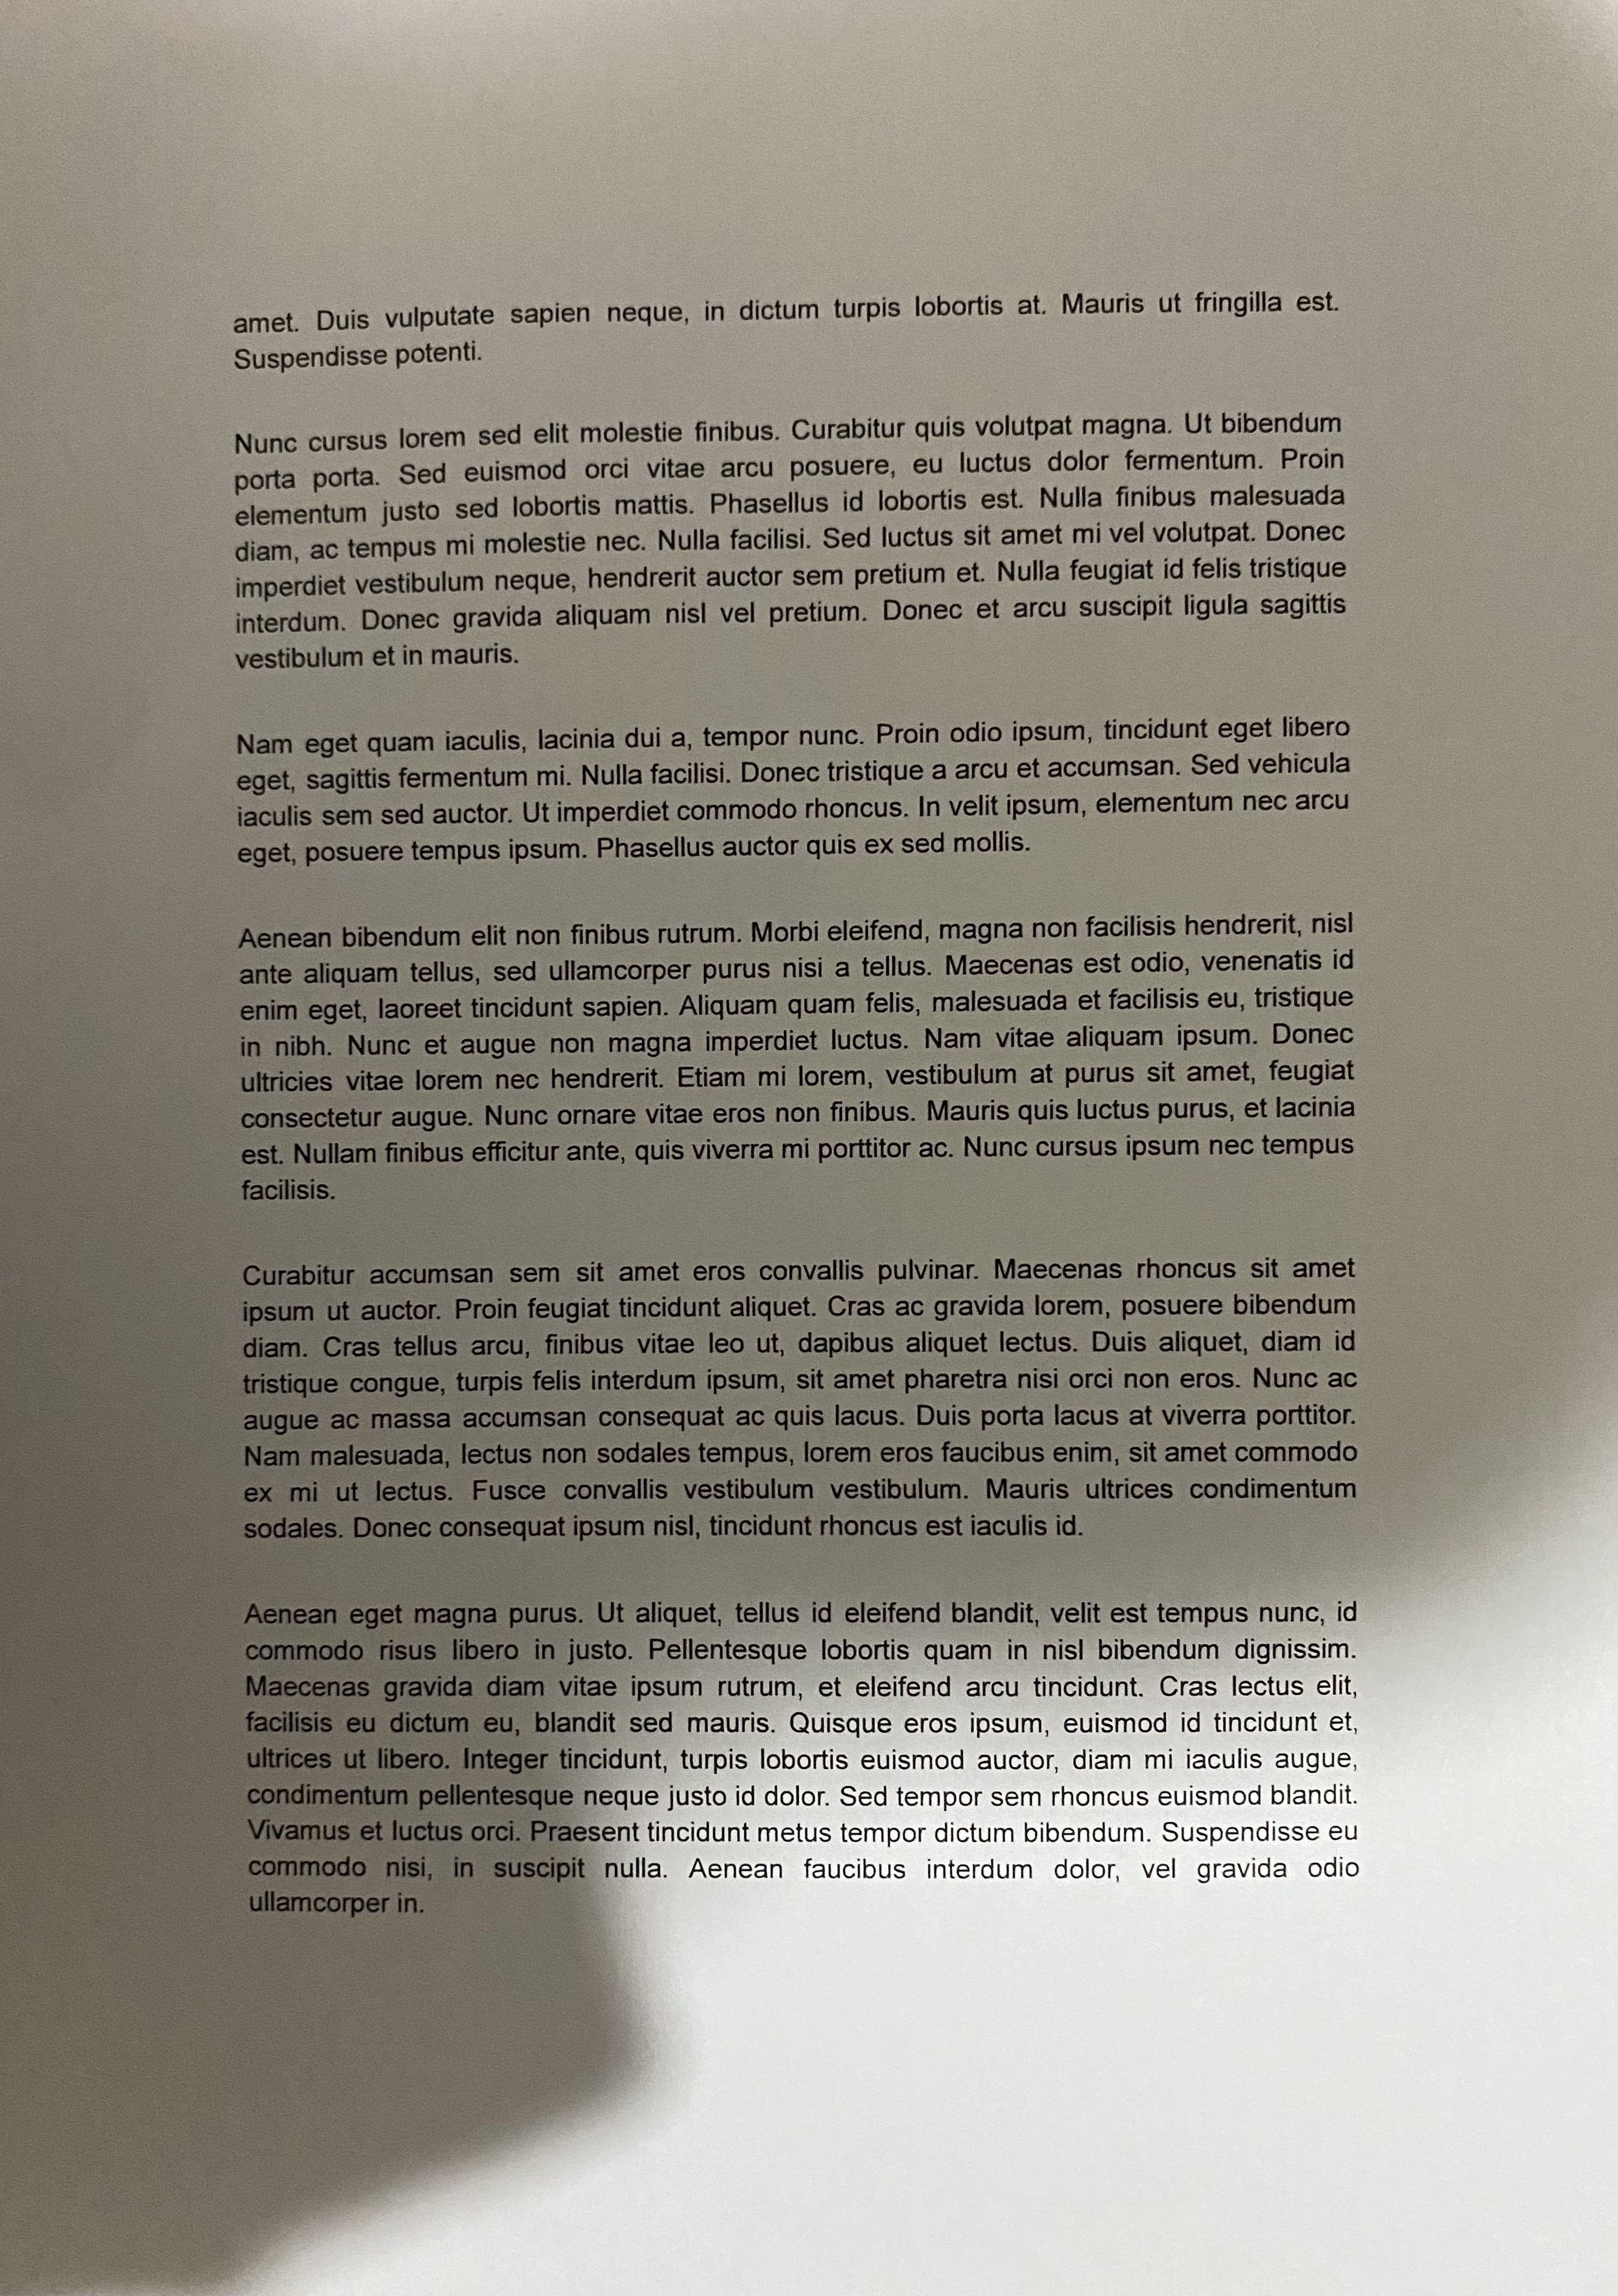 amet. Duis vulputate sapien neque, in dictum turpis lobortis at. Mauris ut fringilla est.
Suspendisse potenti.
Nunc cursus lorem sed elit molestie finibus. Curabitur quis volutpat magna. Ut bibendum
porta porta. Sed euismod orci vitae arcu posuere, eu luctus dolor fermentum. Proin
elementum justo sed lobortis mattis. Phasellus id lobortis est. Nulla finibus malesuada
diam, ac tempus mi molestie nec. Nulla facilisi. Sed luctus sit amet mi vel volutpat. Donec
imperdiet vestibulum neque, hendrerit auctor sem pretium et. Nulla feugiat id felis tristique
interdum. Donec gravida aliquam nisl vel pretium. Donec et arcu suscipit ligula sagittis
vestibulum et in mauris.
Nam eget quam iaculis, lacinia dui a, tempor nunc. Proin odio ipsum, tincidunt eget libero
eget, sagittis fermentum mi. Nulla facilisi. Donec tristique a arcu et accumsan. Sed vehicula
iaculis sem sed auctor. Ut imperdiet commodo rhoncus. In velit ipsum, elementum nec arcu
eget, posuere tempus ipsum. Phasellus auctor quis ex sed mollis.
Aenean bibendum elit non finibus rutrum. Morbi eleifend, magna non facilisis hendrerit, nisl
ante aliquam tellus, sed ullamcorper purus nisi a tellus. Maecenas est odio, venenatis id
enim eget, laoreet tincidunt sapien. Aliquam quam felis, malesuada et facilisis eu, tristique
in nibh. Nunc et augue non magna imperdiet luctus. Nam vitae aliquam ipsum. Donec
ultricies vitae lorem nec hendrerit. Etiam mi lorem, vestibulum at purus sit amet, feugiat
consectetur augue. Nunc ornare vitae eros non finibus. Mauris quis luctus purus, et lacinia
est. Nullam finibus efficitur ante, quis viverra mi porttitor ac. Nunc cursus ipsum nec tempus
facilisis.
Curabitur accumsan sem sit amet eros convallis pulvinar. Maecenas rhoncus sit amet
ipsum ut auctor. Proin feugiat tincidunt aliquet. Cras ac gravida lorem, posuere bibendum
diam. Cras tellus arcu, finibus vitae leo ut, dapibus aliquet lectus. Duis aliquet, diam id
tristique congue, turpis felis interdum ipsum, sit amet pharetra nisi orci non eros. Nunc ac
augue ac massa accumsan consequat ac quis lacus. Duis porta lacus at viverra porttitor.
Nam malesuada, lectus non sodales tempus, lorem eros faucibus enim, sit amet commodo
ex mi ut lectus. Fusce convallis vestibulum vestibulum. Mauris ultrices condimentum
sodales. Donec consequat ipsum nisl, tincidunt rhoncus est iaculis id.
Aenean eget magna purus. Ut aliquet, tellus id eleifend blandit, velit est tempus nunc, id
commodo risus libero in justo. Pellentesque lobortis quam in nisl bibendum dignissim.
Maecenas gravida diam vitae ipsum rutrum, et eleifend arcu tincidunt. Cras lectus elit,
facilisis eu dictum eu, blandit sed mauris. Quisque eros ipsum, euismod id tincidunt et,
ultrices ut libero. Integer tincidunt, turpis lobortis euismod auctor, diam mi iaculis augue,
condimentum pellentesque neque justo id dolor. Sed tempor sem rhoncus euismod blandit.
Vivamus et luctus orci. Praesent tincidunt metus tempor dictum bibendum. Suspendisse eu
commodo nisi, in suscipit nulla. Aenean faucibus interdum dolor, vel gravida odio
ullamcorper in.